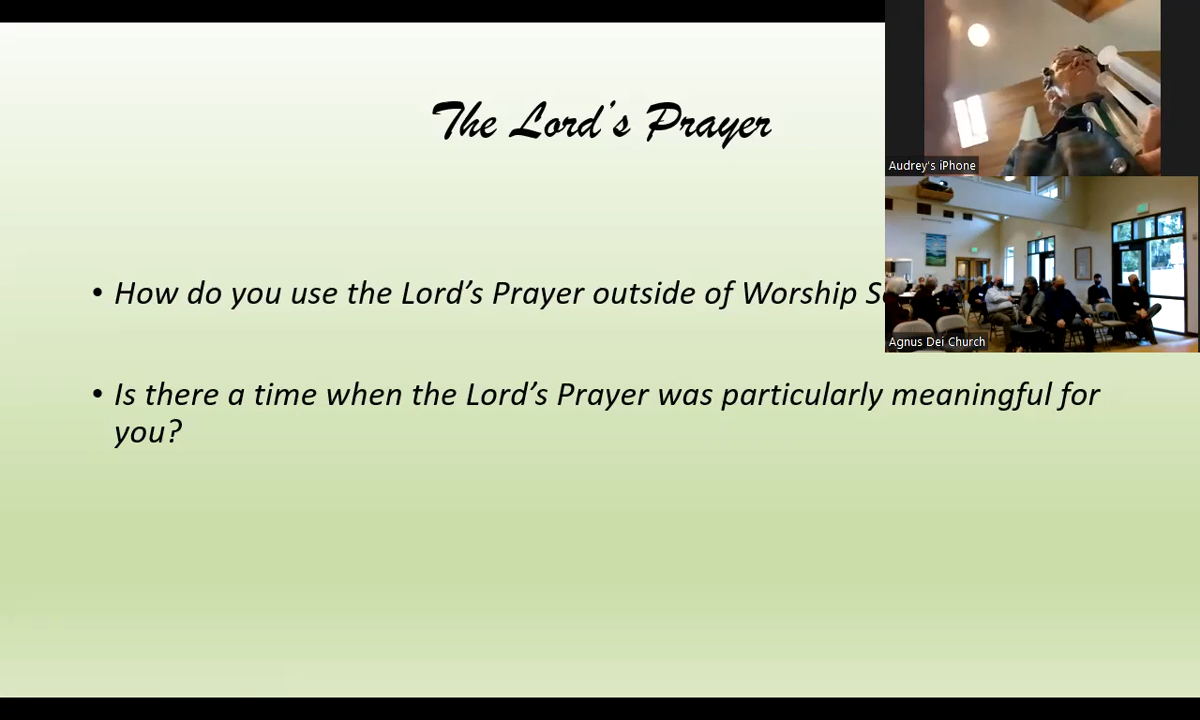 The Lord's Prayer
• How do you use the Lord's Prayer outside of Worship
• Is there a time when the Lord's Prayer was particularly meaningful for
you?
Audrey's iPhone
Agnus Dei Church